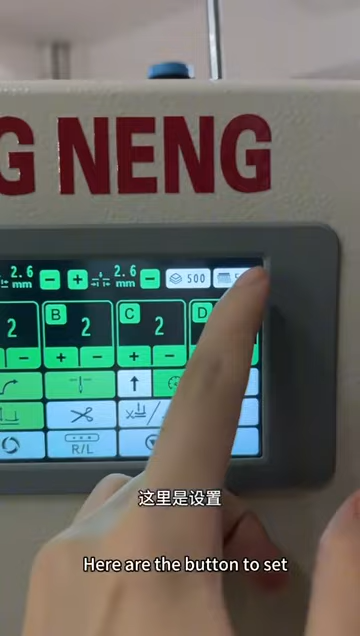 G NENG
2.6 mm − + 2.6 mm − 500
2 B 2 C 2 D
− + − + −
R/L
这里是设置
Here are the button to set